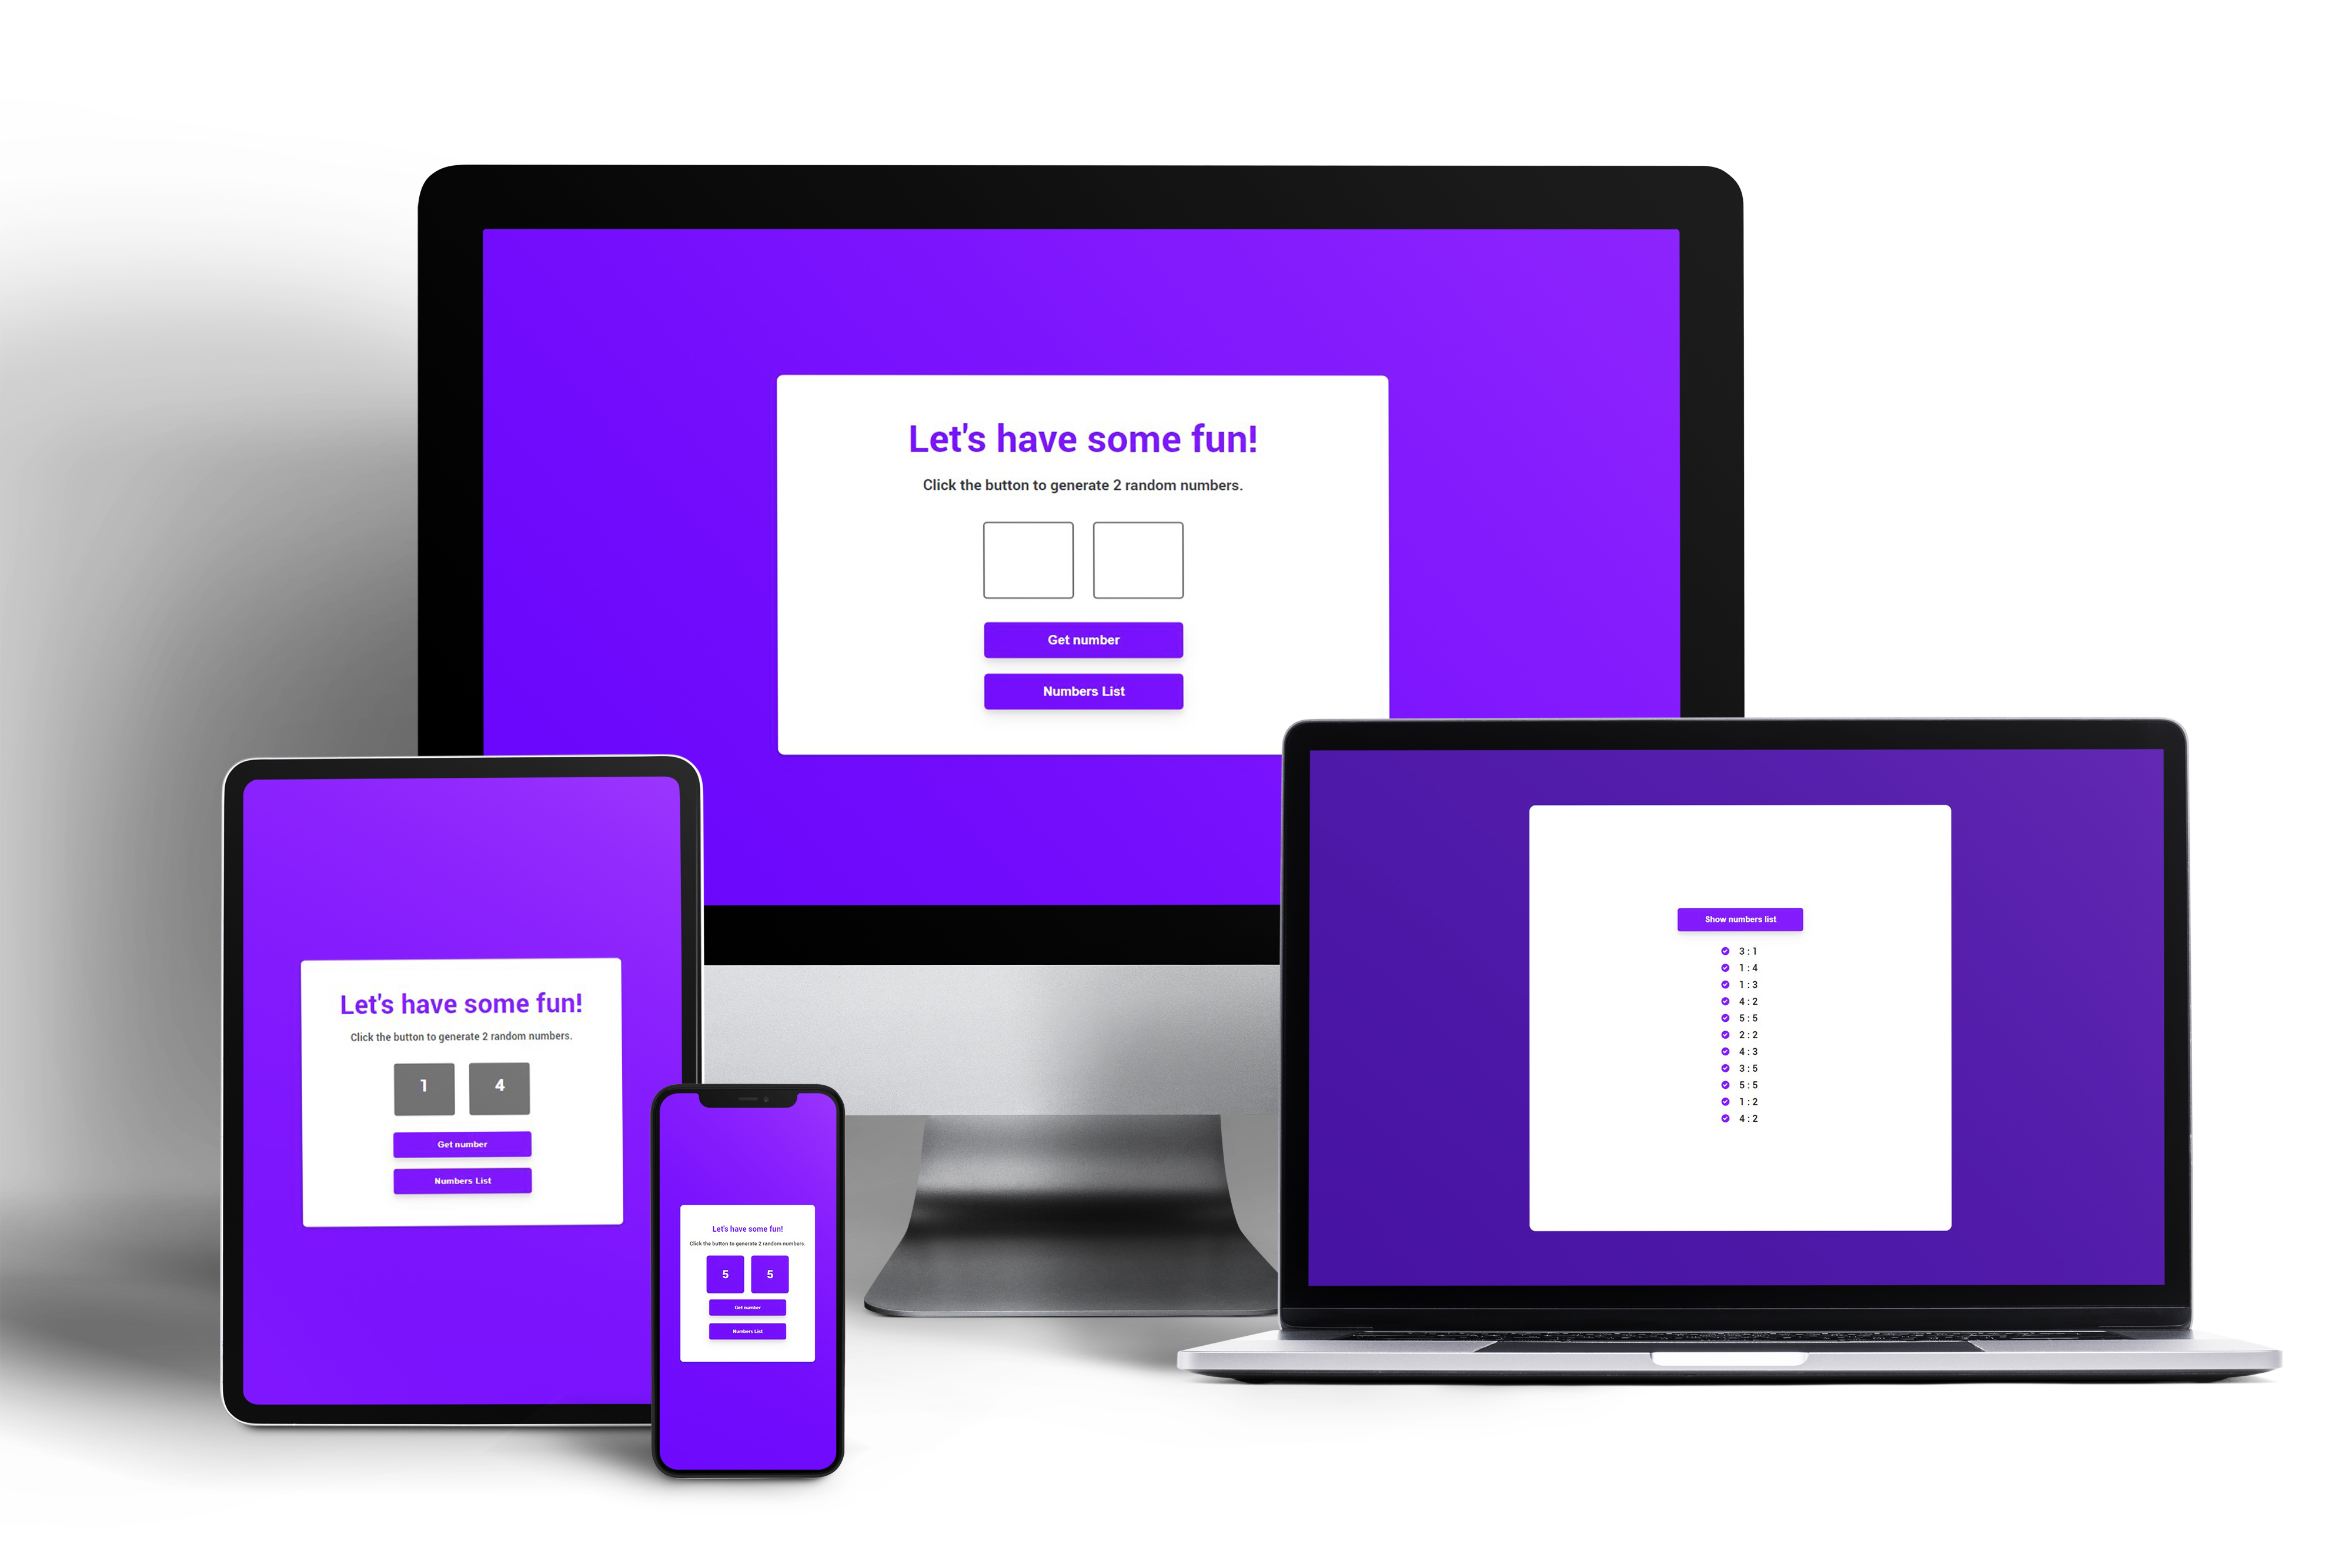 Let's have some fun!
Click the button to generate 2 random numbers.
Get number
Numbers List
Let's have some fun!
Click the button to generate 2 random numbers.
1 4
Get number
Numbers List
Let's have some fun!
Click the button to generate 2 random numbers.
5 5
Get number
Numbers List
Show numbers list
3 : 1
1 : 4
1 : 3
4 : 2
5 : 5
2 : 2
4 : 3
3 : 5
5 : 5
1 : 2
4 : 2